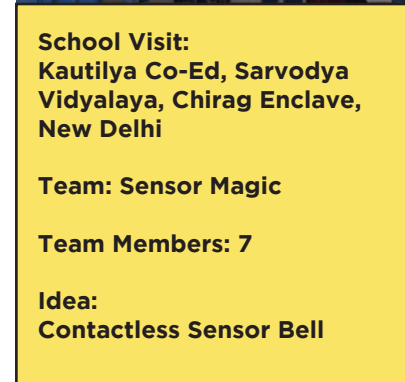 School Visit:
Kautilya Co-Ed, Sarvodya
Vidyalaya, Chirag Enclave,
New Delhi
Team: Sensor Magic
Team Members: 7
Idea:
Contactless Sensor Bell